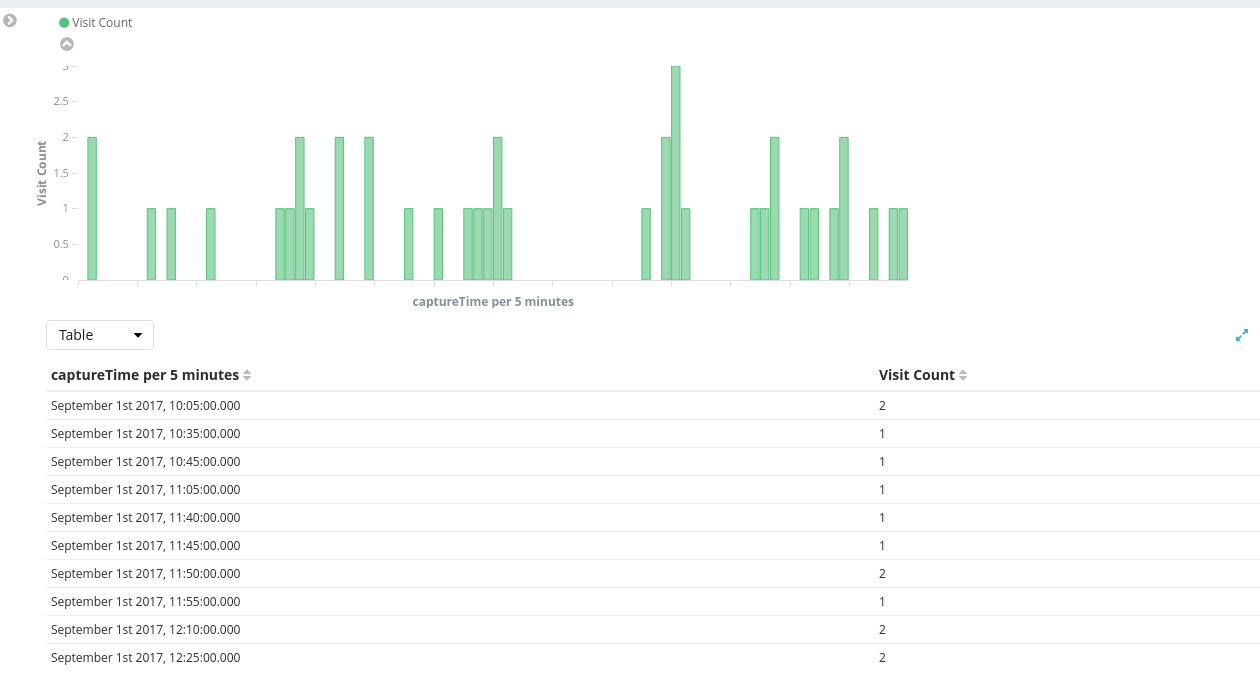 Visit Count
2.5
2
1.5
1
0.5
Visit Count
captureTime per 5 minutes
Table
captureTime per 5 minutes Visit Count
September 1st 2017, 10:05:00.000 2
September 1st 2017, 10:35:00.000 1
September 1st 2017, 10:45:00.000 1
September 1st 2017, 11:05:00.000 1
September 1st 2017, 11:40:00.000 1
September 1st 2017, 11:45:00.000 1
September 1st 2017, 11:50:00.000 2
September 1st 2017, 11:55:00.000 1
September 1st 2017, 12:10:00.000 2
September 1st 2017, 12:25:00.000 2